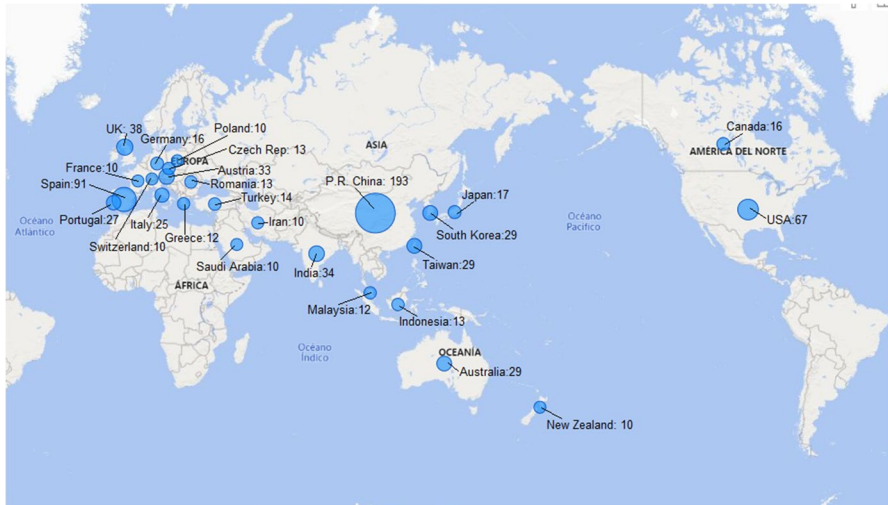 UK: 38
Germany:16
Poland:10
Czech Rep: 13
EUROPA
Austria:33
France:10
Romania:13
Spain:91
Turkey:14
Portugal:27
Italy:25
Greece:12
Iran:10
Switzerland:10
Saudi Arabia:10
Océano
Atlántico
ÁFRICA
ASIA
P.R. China: 193
Japan:17
South Korea:29
Taiwan:29
India:34
Malaysia:12
Indonesia:13
Océano
Índico
OCEANÍA
Australia:29
New Zealand: 10
Océano
Pacífico
Canada:16
AMÉRICA DEL NORTE
USA:67